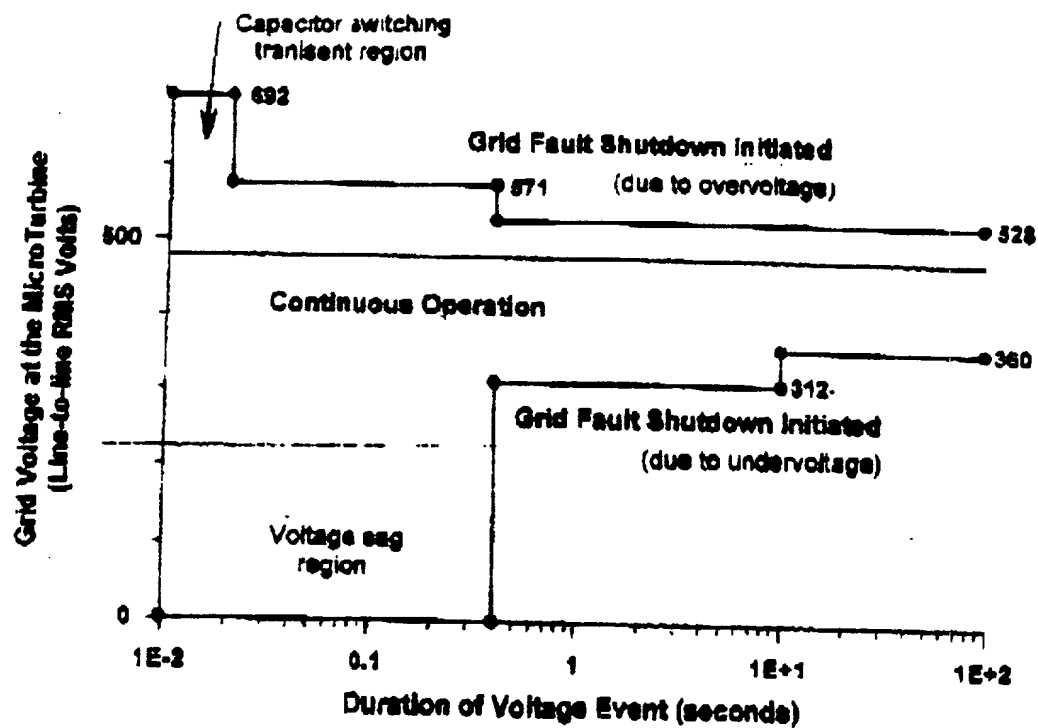 Capacitor switching
tranisent region
692
Grid Fault Shutdown Initiated
(due to overvoltage)
571
528
500
Grid Voltage at the MicroTurbine
(Line-to-line RMS Volts)
Continuous Operation
360
312
Grid Fault Shutdown Initiated
(due to undervoltage)
Voltage sag
region
0
1E-2
0.1
1
1E+1
1E+2
Duration of Voltage Event (seconds)